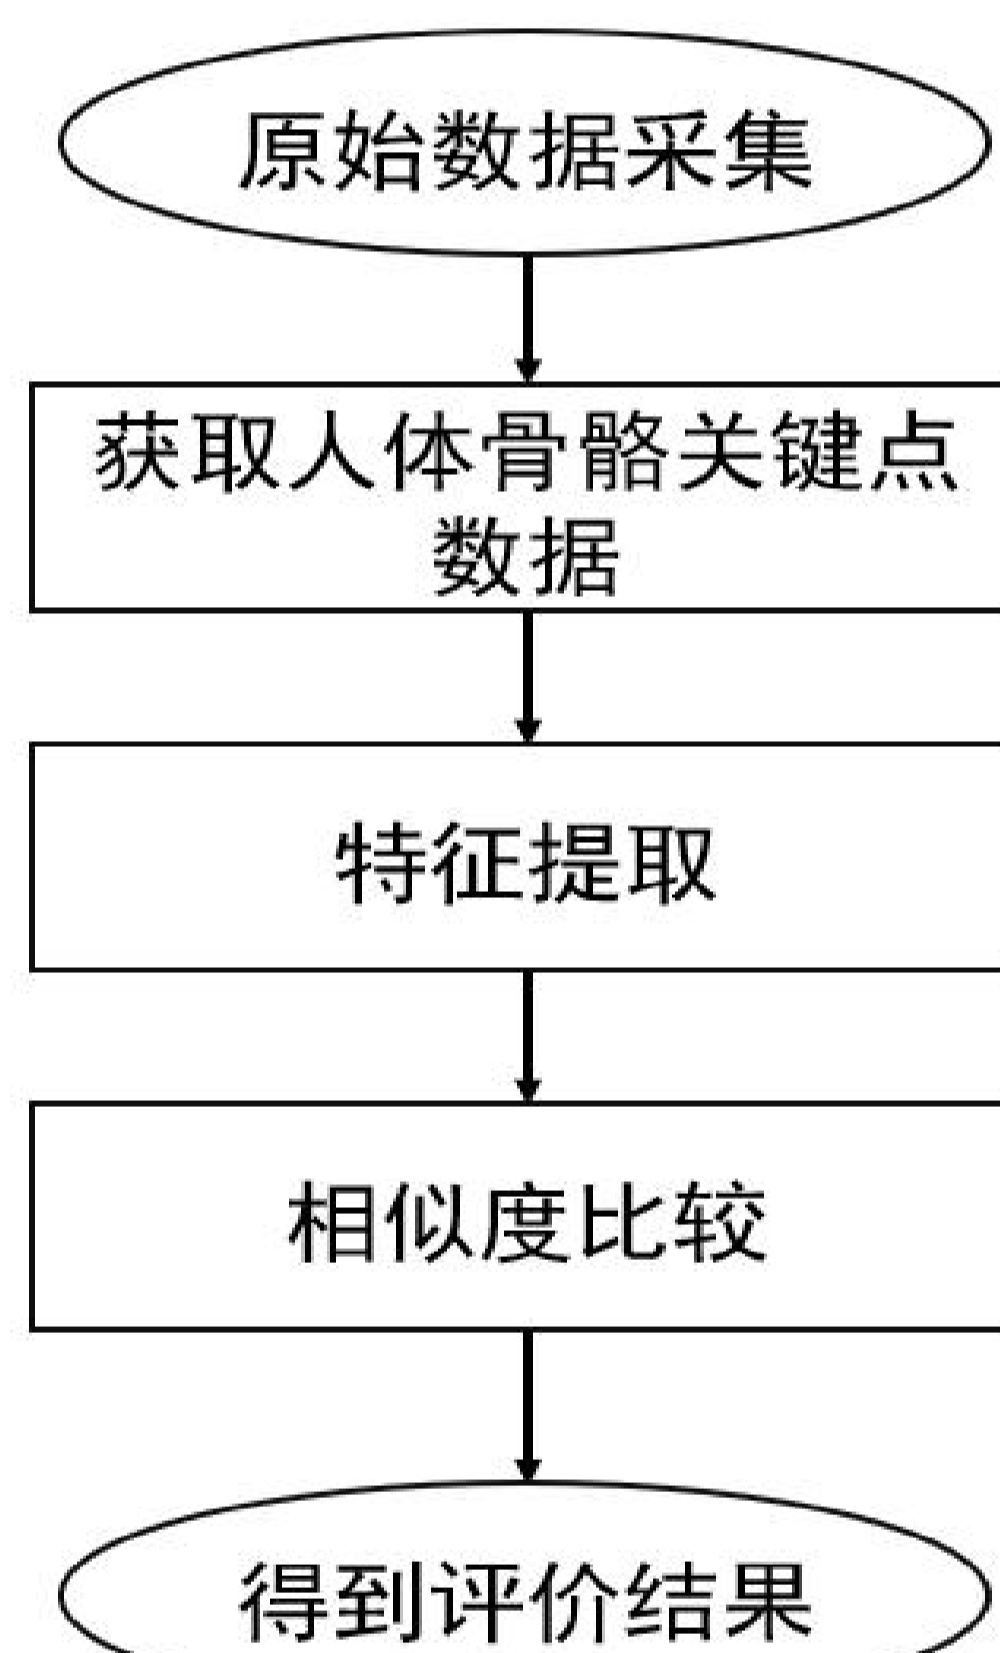 原始数据采集
获取人体骨骼关键点
数据
特征提取
相似度比较
得到评价结果